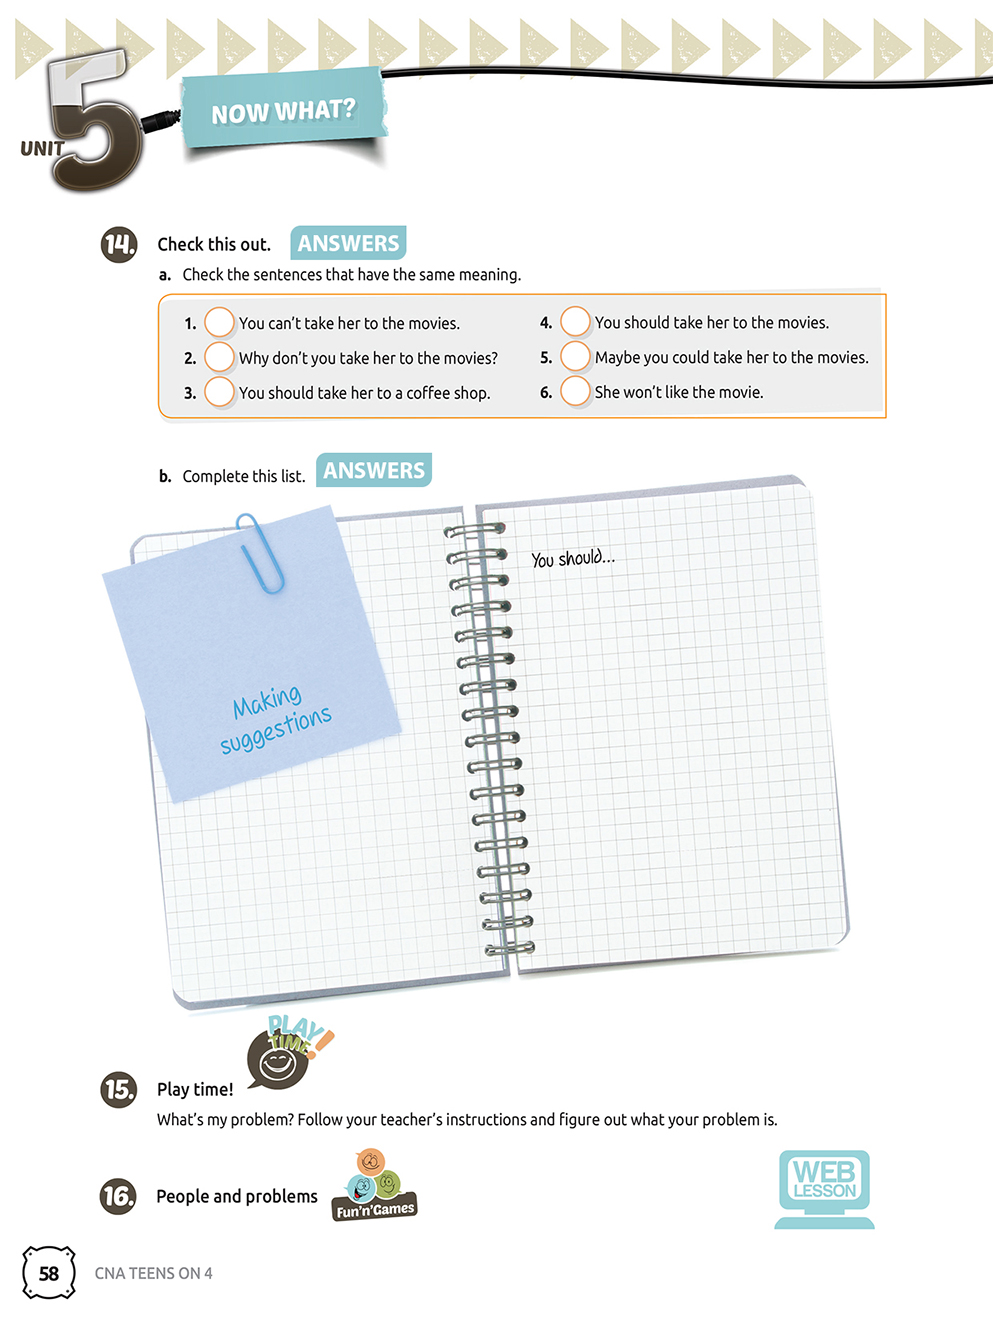 UNIT 5
NOW WHAT?
14. Check this out. ANSWERS
a. Check the sentences that have the same meaning.
1. You can't take her to the movies.
2. Why don't you take her to the movies?
3. You should take her to a coffee shop.
4. You should take her to the movies.
5. Maybe you could take her to the movies.
6. She won't like the movie.
b. Complete this list. ANSWERS
Making
suggestions
You should...
PLAY
TIME!
15. Play time!
What's my problem? Follow your teacher's instructions and figure out what your problem is.
16. People and problems
Fun'n'Games
WEB
LESSON
58 CNA TEENS ON 4